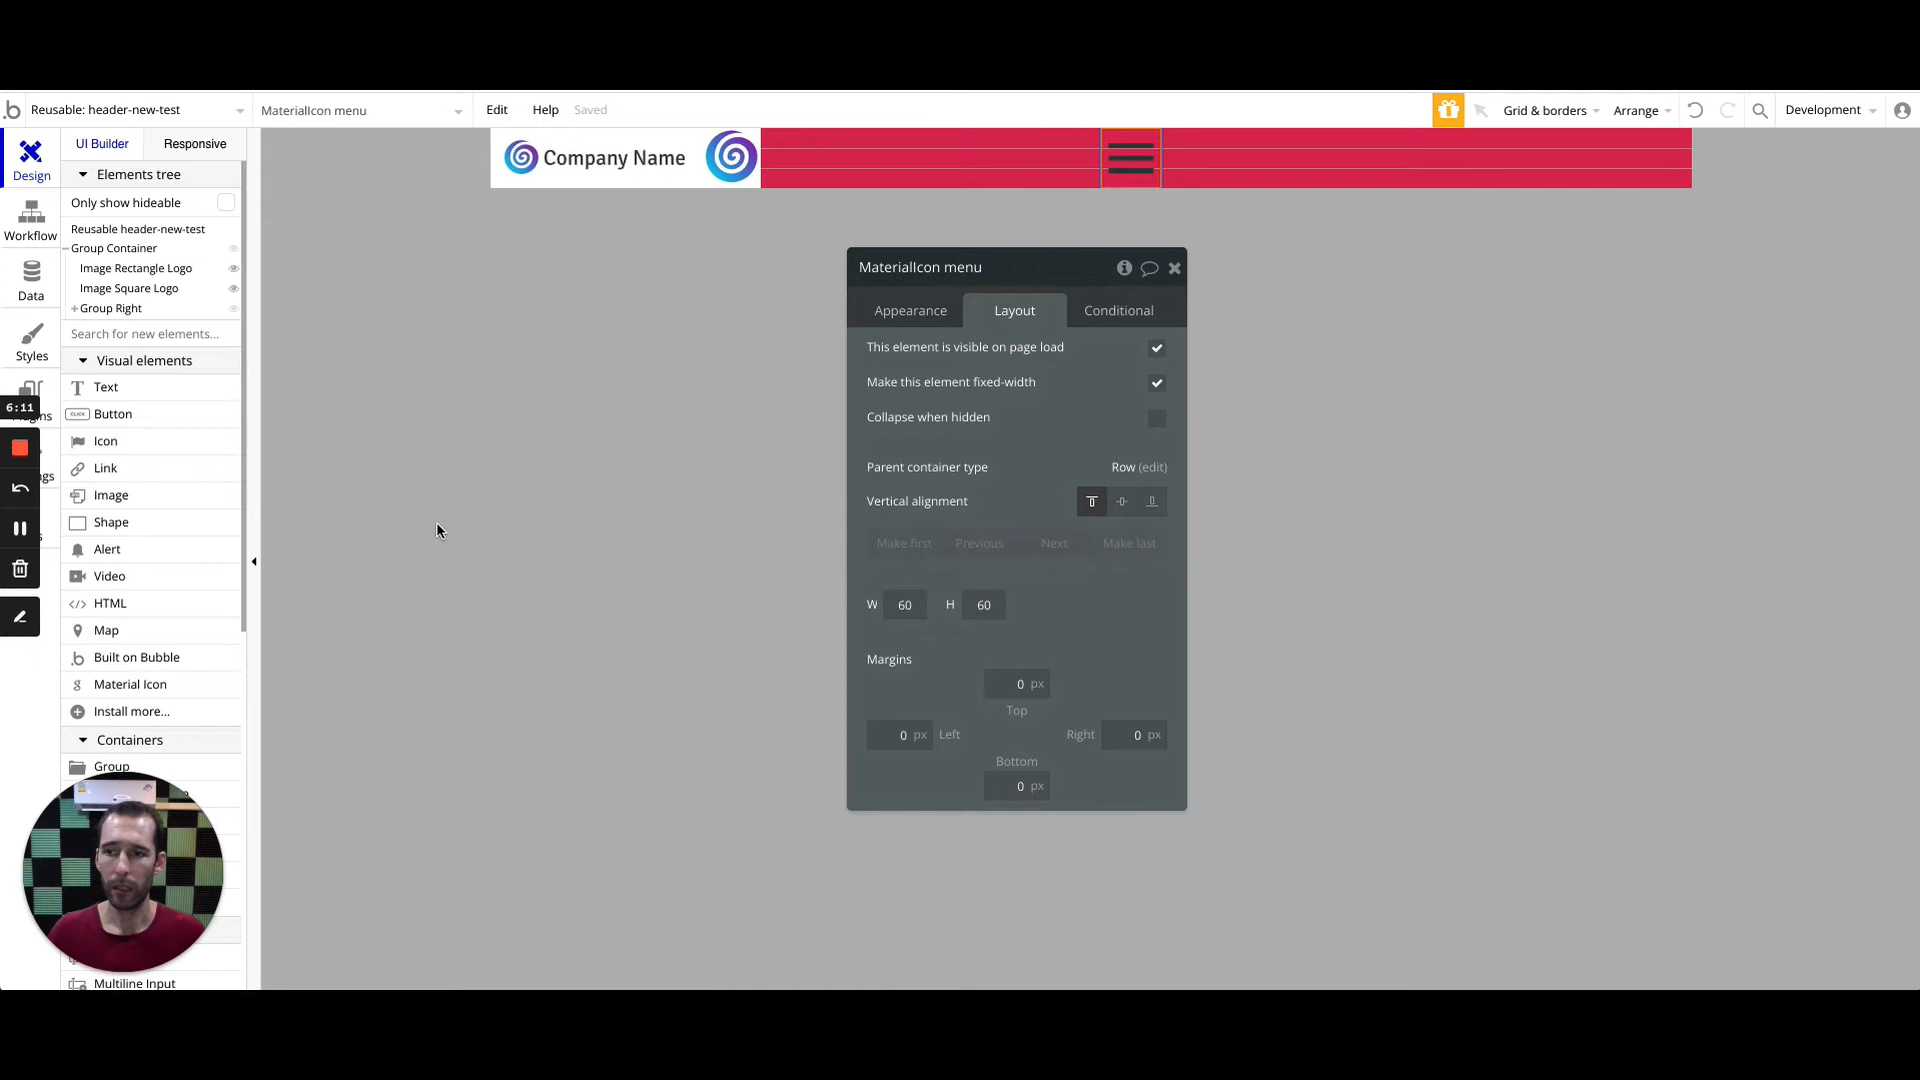 Reusable: header-new-test
MaterialIcon menu
Edit
Help
Saved
Grid & borders
Arrange
Development
Design
Workflow
Data
Styles
UI Builder
Responsive
Elements tree
Only show hideable
Reusable header-new-test
Group Container
Image Rectangle Logo
Image Square Logo
Group Right
Search for new elements...
Visual elements
Text
CLICK Button
Icon
Link
Image
Shape
Alert
Video
HTML
Map
Built on Bubble
Material Icon
Install more...
Containers
Group
Multiline Input
6:11
Company Name
MaterialIcon menu
Appearance
Layout
Conditional
This element is visible on page load
Make this element fixed-width
Collapse when hidden
Parent container type Row (edit)
Vertical alignment
Make first Previous Next Make last
W 60 H 60
Margins
0 px
Top
0 px Left Right 0 px
Bottom
0 px